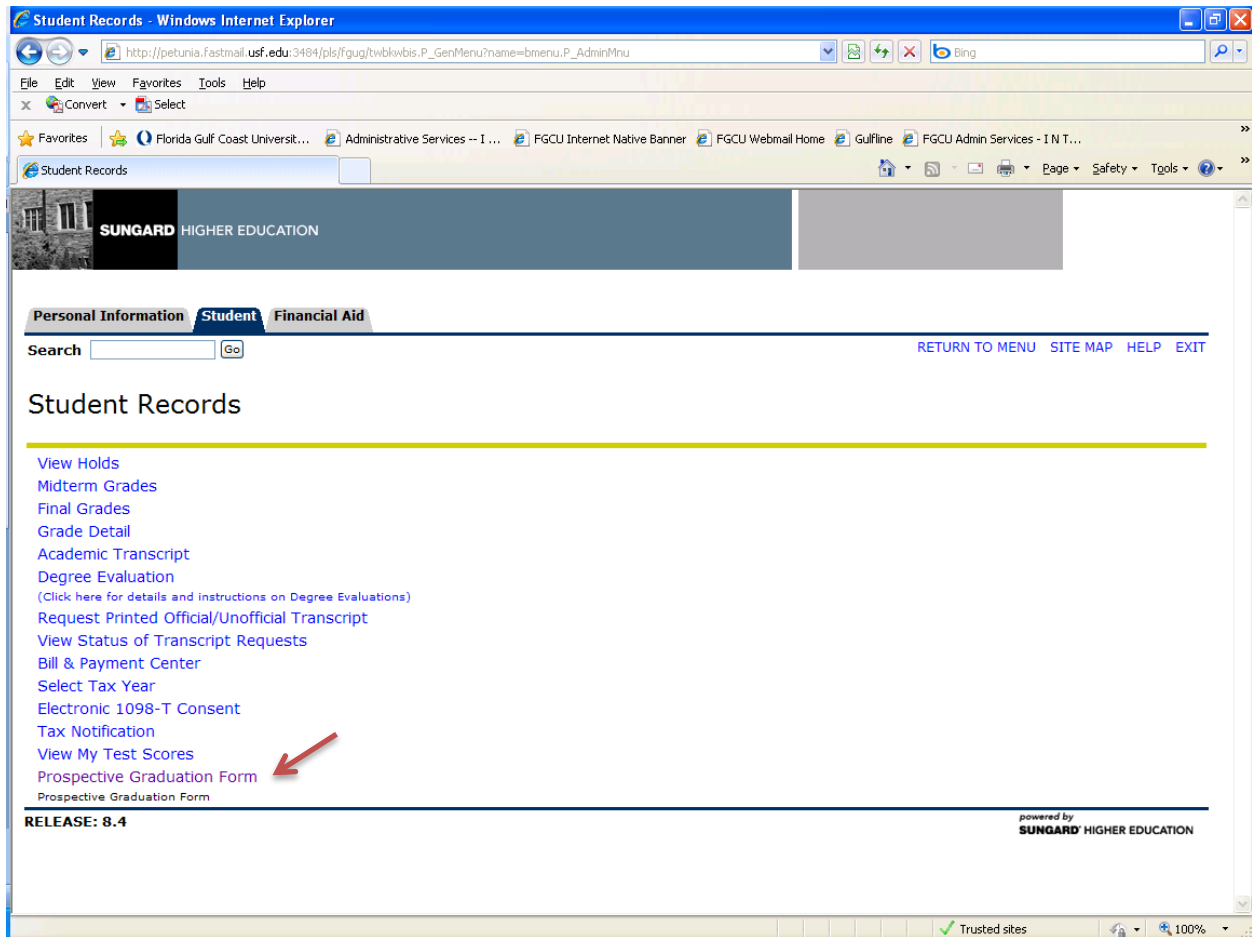 Student Records - Windows Internet Explorer
http://petunia.fastmail.usf.edu:3484/pls/fgug/twbkwbis.P_GenMenu?name=bmenu.P_AdminMnu
Bing
File Edit View Favorites Tools Help
x Convert Select
Favorites Florida Gulf Coast Universit... Administrative Services -- I ... FGCU Internet Native Banner FGCU Webmail Home Gulfline FGCU Admin Services - I N T... »
Student Records Page Safety Tools »
SUNGARD HIGHER EDUCATION
Personal Information Student Financial Aid
Search Go RETURN TO MENU SITE MAP HELP EXIT
Student Records
View Holds
Midterm Grades
Final Grades
Grade Detail
Academic Transcript
Degree Evaluation
(Click here for details and instructions on Degree Evaluations)
Request Printed Official/Unofficial Transcript
View Status of Transcript Requests
Bill & Payment Center
Select Tax Year
Electronic 1098-T Consent
Tax Notification
View My Test Scores
Prospective Graduation Form
Prospective Graduation Form
RELEASE: 8.4
powered by
SUNGARD' HIGHER EDUCATION
Trusted sites 100%